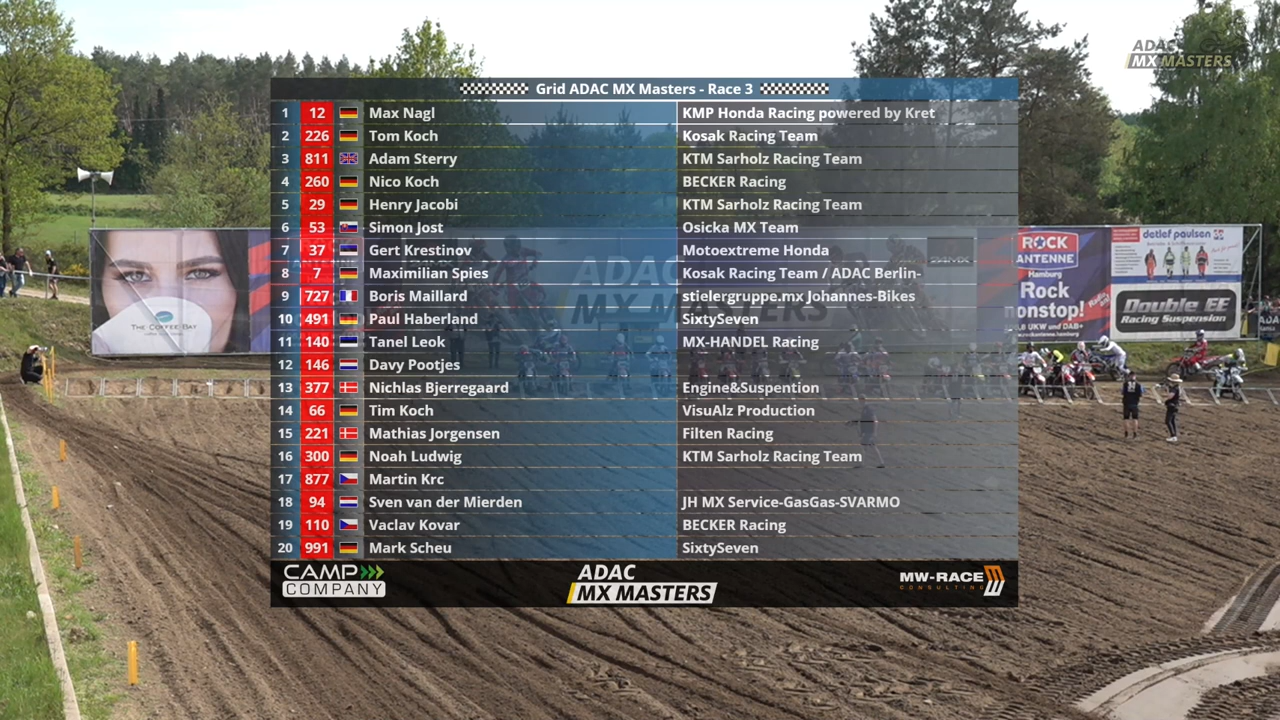 ADAC
MX MASTERS
Grid ADAC MX Masters - Race 3
1 12 Max Nagl KMP Honda Racing powered by Kret
2 226 Tom Koch Kosak Racing Team
3 811 Adam Sterry KTM Sarholz Racing Team
4 260 Nico Koch BECKER Racing
5 29 Henry Jacobi KTM Sarholz Racing Team
6 53 Simon Jost Osicka MX Team
7 37 Gert Krestinov Motoextreme Honda
8 7 Maximilian Spies Kosak Racing Team / ADAC Berlin-
9 727 Boris Maillard stielergruppe.mx Johannes-Bikes
10 491 Paul Haberland SixtySeven
11 140 Tanel Leok MX-HANDEL Racing
12 146 Davy Pootjes
13 377 Nichlas Bjerregaard Engine&Suspention
14 66 Tim Koch VisuAlz Production
15 221 Mathias Jorgensen Filten Racing
16 300 Noah Ludwig KTM Sarholz Racing Team
17 877 Martin Krc
18 94 Sven van der Mierden JH MX Service-GasGas-SVARMO
19 110 Vaclav Kovar BECKER Racing
20 991 Mark Scheu SixtySeven
CAMP
COMPANY
ADAC
MX MASTERS
MW-RACE
CONSULTING
THE COFFEE BAY
ADAC
MX MASTERS
24MX
ROCK
ANTENNE
Hamburg
Rock
onstop!
detlef paulsen
Double EE
Racing Suspension